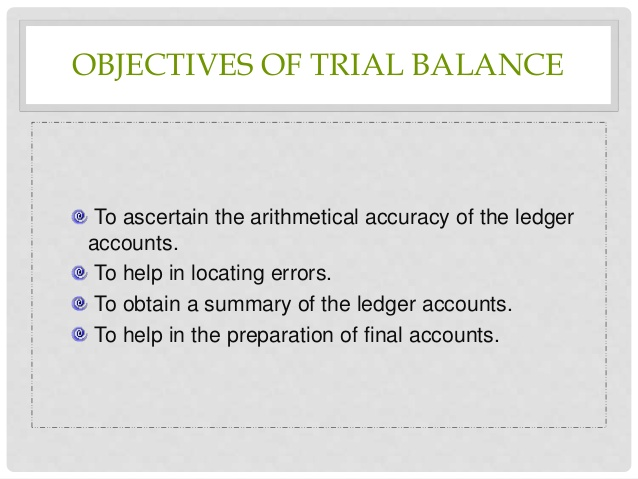 OBJECTIVES OF TRIAL BALANCE
To ascertain the arithmetical accuracy of the ledger
accounts.
To help in locating errors.
To obtain a summary of the ledger accounts.
To help in the preparation of final accounts.